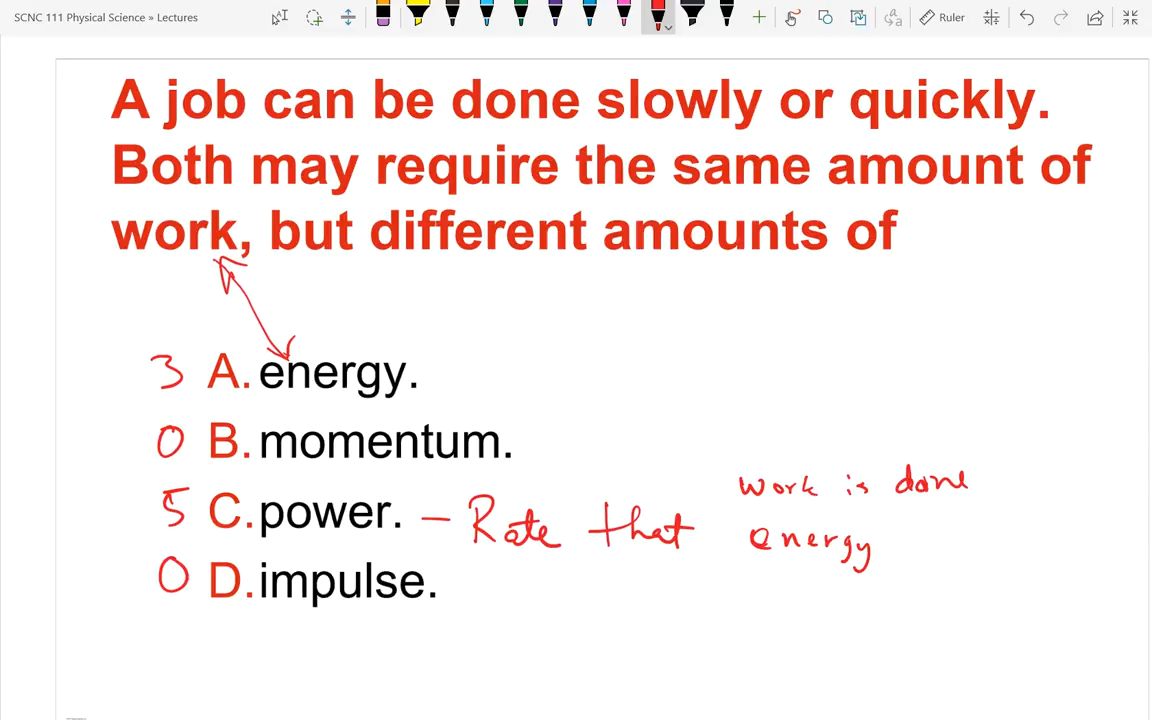 SCNC 111 Physical Science » Lectures
Ruler
A job can be done slowly or quickly.
Both may require the same amount of
work, but different amounts of
3 A. energy.
0 B. momentum.
work is done
5 C. power. – Rate that
energy
0 D. impulse.